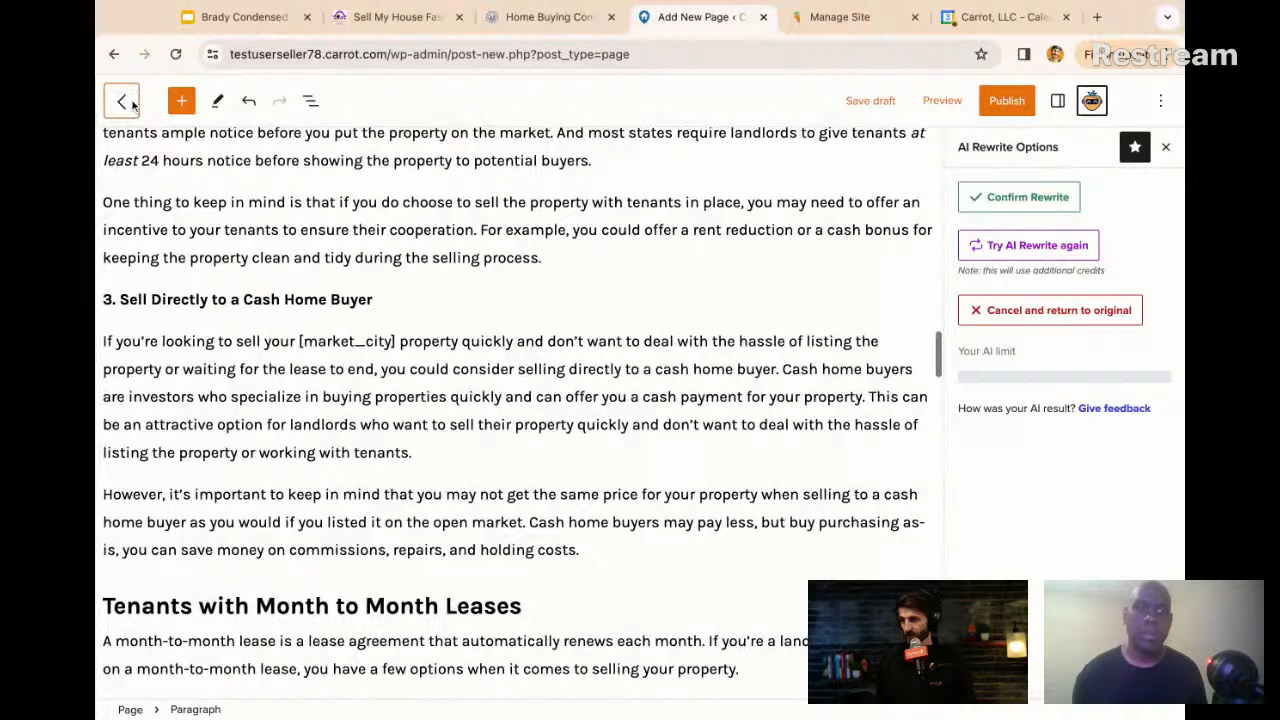 Brady Condensed
Sell My House Fas
Home Buying Con
Add New Page ‹ C
Manage Site
Carrot, LLC - Cale
testuserseller78.carrot.com/wp-admin/post-new.php?post_type=page
Restream
Save draft
Preview
Publish
tenants ample notice before you put the property on the market. And most states require landlords to give tenants at
least 24 hours notice before showing the property to potential buyers.
One thing to keep in mind is that if you do choose to sell the property with tenants in place, you may need to offer an
incentive to your tenants to ensure their cooperation. For example, you could offer a rent reduction or a cash bonus for
keeping the property clean and tidy during the selling process.
3. Sell Directly to a Cash Home Buyer
If you’re looking to sell your [market_city] property quickly and don’t want to deal with the hassle of listing the
property or waiting for the lease to end, you could consider selling directly to a cash home buyer. Cash home buyers
are investors who specialize in buying properties quickly and can offer you a cash payment for your property. This can
be an attractive option for landlords who want to sell their property quickly and don’t want to deal with the hassle of
listing the property or working with tenants.
However, it’s important to keep in mind that you may not get the same price for your property when selling to a cash
home buyer as you would if you listed it on the open market. Cash home buyers may pay less, but buy purchasing as-
is, you can save money on commissions, repairs, and holding costs.
Tenants with Month to Month Leases
A month-to-month lease is a lease agreement that automatically renews each month. If you’re a land
on a month-to-month lease, you have a few options when it comes to selling your property.
Page
Paragraph
AI Rewrite Options
Confirm Rewrite
Try AI Rewrite again
Note: this will use additional credits
Cancel and return to original
Your AI limit
How was your AI result? Give feedback